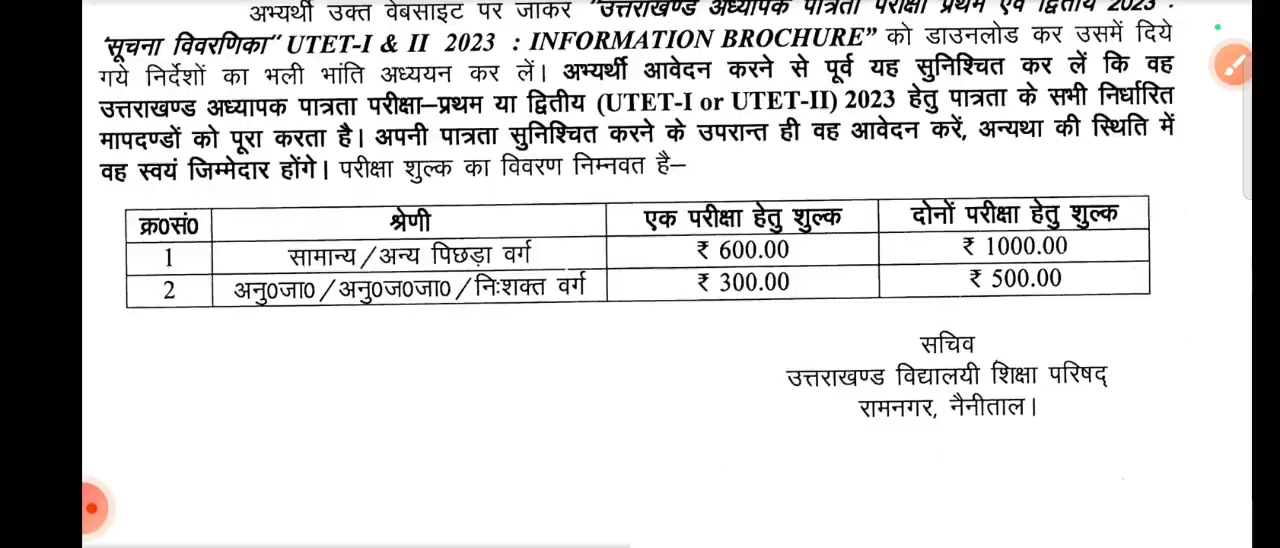 अभ्यर्थी उक्त वेबसाइट पर जाकर "उत्तराखण्ड अध्यापक पात्रता परीक्षा प्रथम एवं द्वितीय 2023 :
'सूचना विवरणिका" UTET-I & II 2023 : INFORMATION BROCHURE" को डाउनलोड कर उसमें दिये
गये निर्देशों का भली भांति अध्ययन कर लें। अभ्यर्थी आवेदन करने से पूर्व यह सुनिश्चित कर लें कि वह
उत्तराखण्ड अध्यापक पात्रता परीक्षा–प्रथम या द्वितीय (UTET-I or UTET-II) 2023 हेतु पात्रता के सभी निर्धारित
मापदण्डों को पूरा करता है। अपनी पात्रता सुनिश्चित करने के उपरान्त ही वह आवेदन करें, अन्यथा की स्थिति में
वह स्वयं जिम्मेदार होंगे। परीक्षा शुल्क का विवरण निम्नवत है–
क्र0सं0 श्रेणी एक परीक्षा हेतु शुल्क दोनों परीक्षा हेतु शुल्क
1 सामान्य/अन्य पिछड़ा वर्ग ₹ 600.00 ₹ 1000.00
2 अनु0जा0/अनु0ज0जा0/निःशक्त वर्ग ₹ 300.00 ₹ 500.00
सचिव
उत्तराखण्ड विद्यालयी शिक्षा परिषद्
रामनगर, नैनीताल।